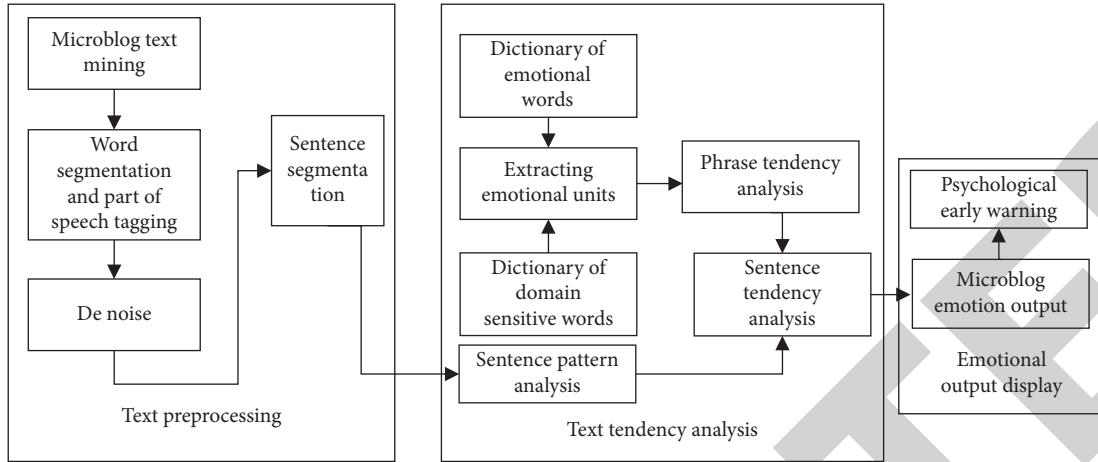 Microblog text
mining
Word
segmentation
and part of
speech tagging
De noise
Sentence
segmenta
tion
Text preprocessing
Dictionary of
emotional
words
Extracting
emotional units
Dictionary of
domain
sensitive words
Sentence pattern
analysis
Phrase tendency
analysis
Sentence
tendency
analysis
Text tendency analysis
Psychological
early warning
Microblog
emotion output
Emotional
output display